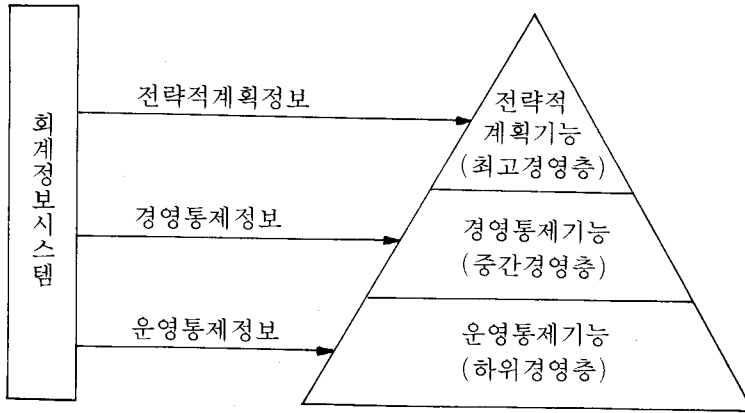 회계정보시스템
전략적계획정보
경영통제정보
운영통제정보
전략적
계획기능
(최고경영층)
경영통제기능
(중간경영층)
운영통제기능
(하위경영층)